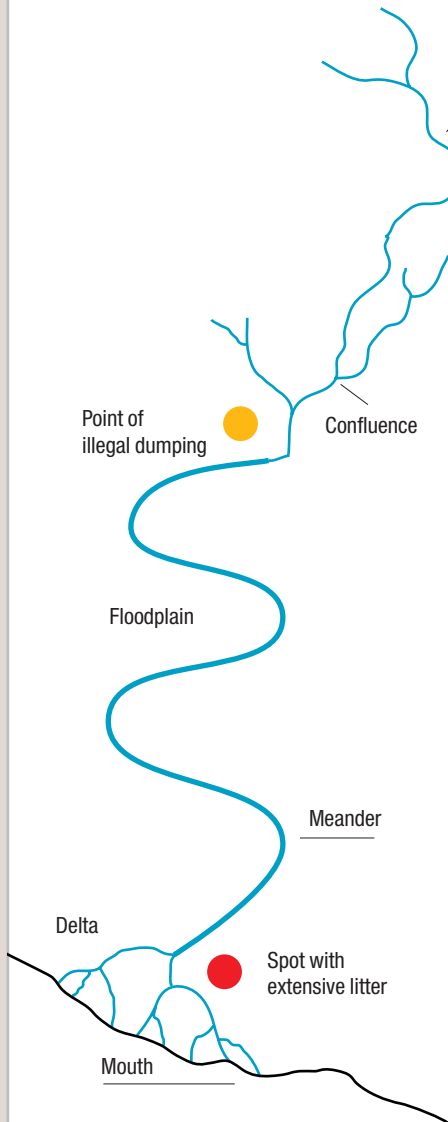 Point of
illegal dumping
Confluence
Floodplain
Meander
Delta
Spot with
extensive litter
Mouth